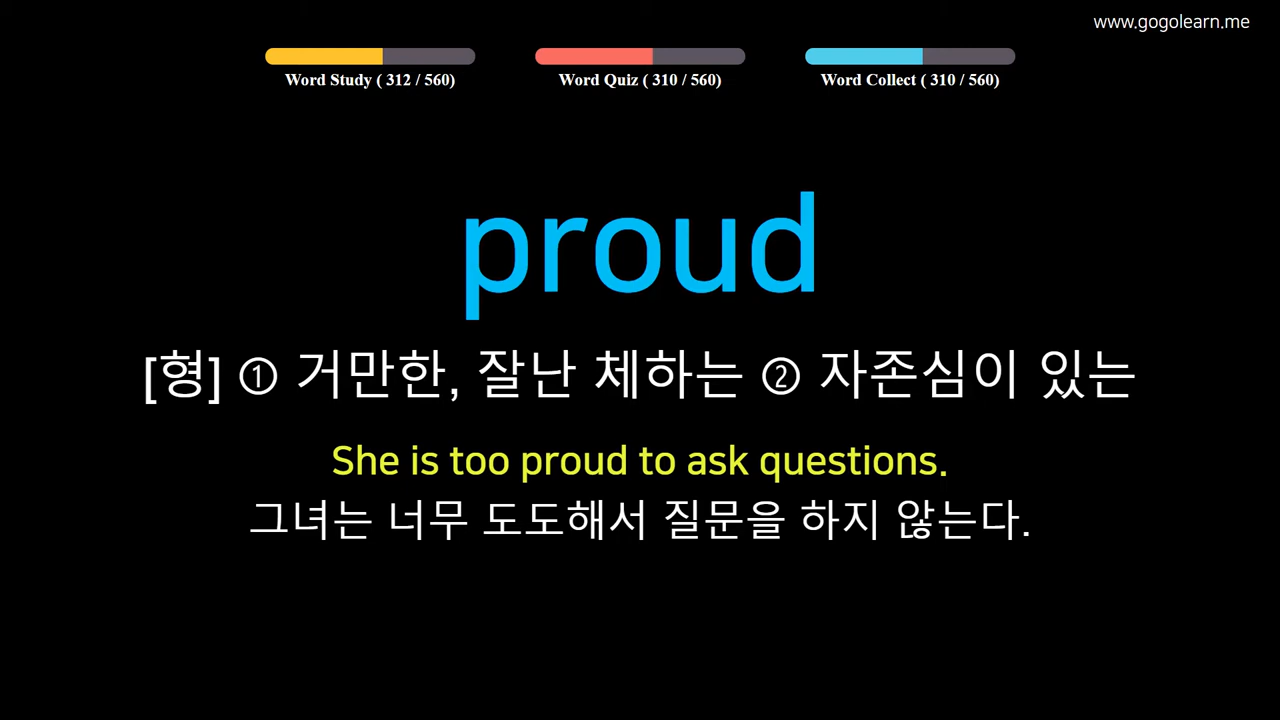 www.gogolearn.me
Word Study ( 312 / 560)
Word Quiz ( 310 / 560)
Word Collect ( 310 / 560)
proud
[형] ① 거만한, 잘난 체하는 ② 자존심이 있는
She is too proud to ask questions.
그녀는 너무 도도해서 질문을 하지 않는다.